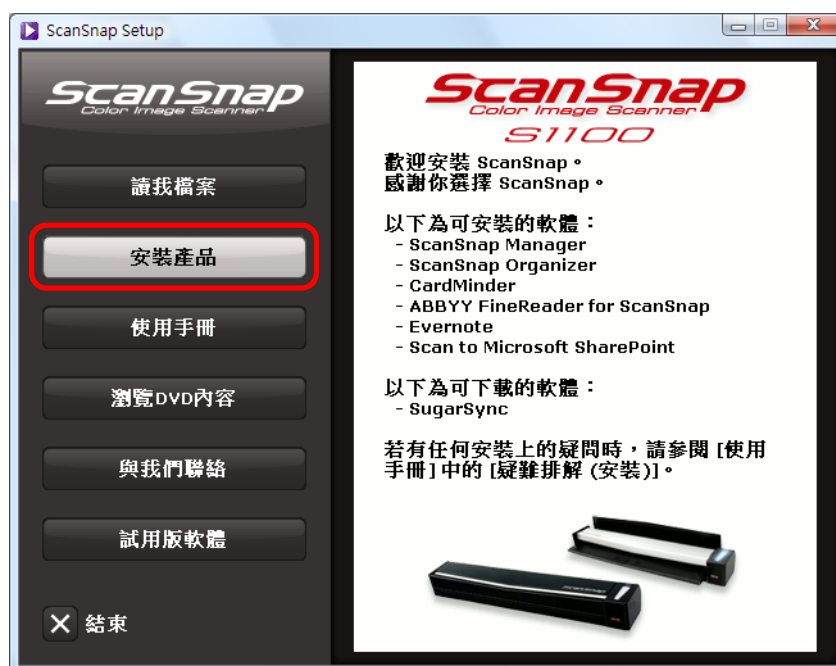 ScanSnap Setup
ScanSnap
Color Image Scanner
讀我檔案
安裝產品
使用手冊
瀏覽DVD內容
與我們聯絡
試用版軟體
結束
ScanSnap
Color Image Scanner
S1100
歡迎安裝 ScanSnap。
感謝你選擇 ScanSnap。
以下為可安裝的軟體：
- ScanSnap Manager
- ScanSnap Organizer
- CardMinder
- ABBYY FineReader for ScanSnap
- Evernote
- Scan to Microsoft SharePoint
以下為可下載的軟體：
- SugarSync
若有任何安裝上的疑問時，請參閱 [使用
手冊] 中的 [疑難排解 (安裝)]。